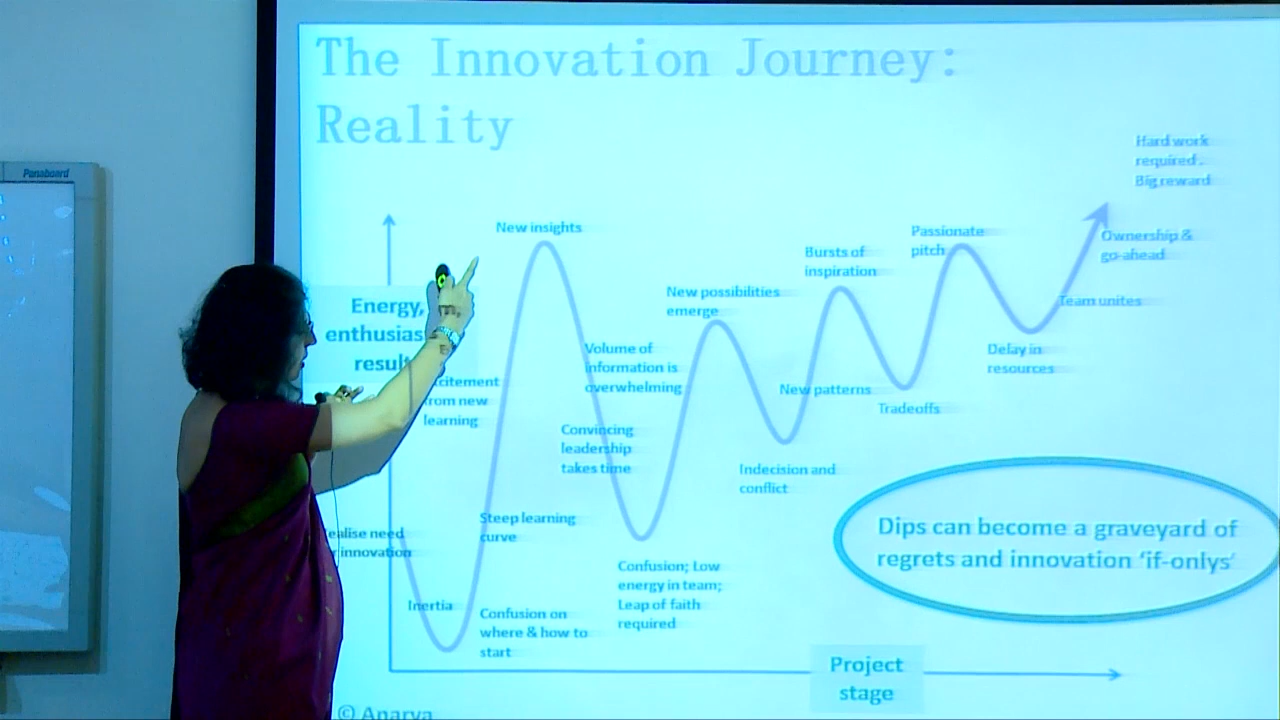 The Innovation Journey:
Reality
Panaboard
Hard work
required.
Big reward
New insights
Passionate
pitch
Ownership &
go-ahead
Bursts of
inspiration
New possibilities
emerge
Team unites
Energy,
enthusias
result
Volume of
information is
overwhelming
Delay in
resources
citement
from new
learning
New patterns
Tradeoffs
Convincing
leadership
takes time
Indecision and
conflict
Steep learning
curve
ealise need
r innovation
Dips can become a graveyard of
regrets and innovation 'if-onlys'
Confusion; Low
energy in team;
Leap of faith
required
Inertia
Confusion on
where & how to
start
Project
stage
© Anarva